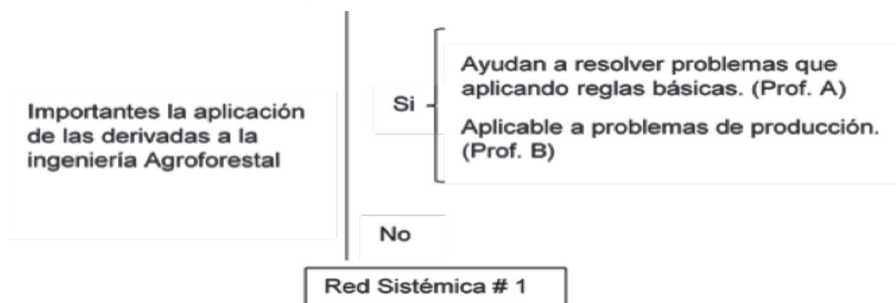 Importantes la aplicación
de las derivadas a la
ingeniería Agroforestal
Si
Ayudan a resolver problemas que
aplicando reglas básicas. (Prof. A)
Aplicable a problemas de producción.
(Prof. B)
No
Red Sistémica # 1